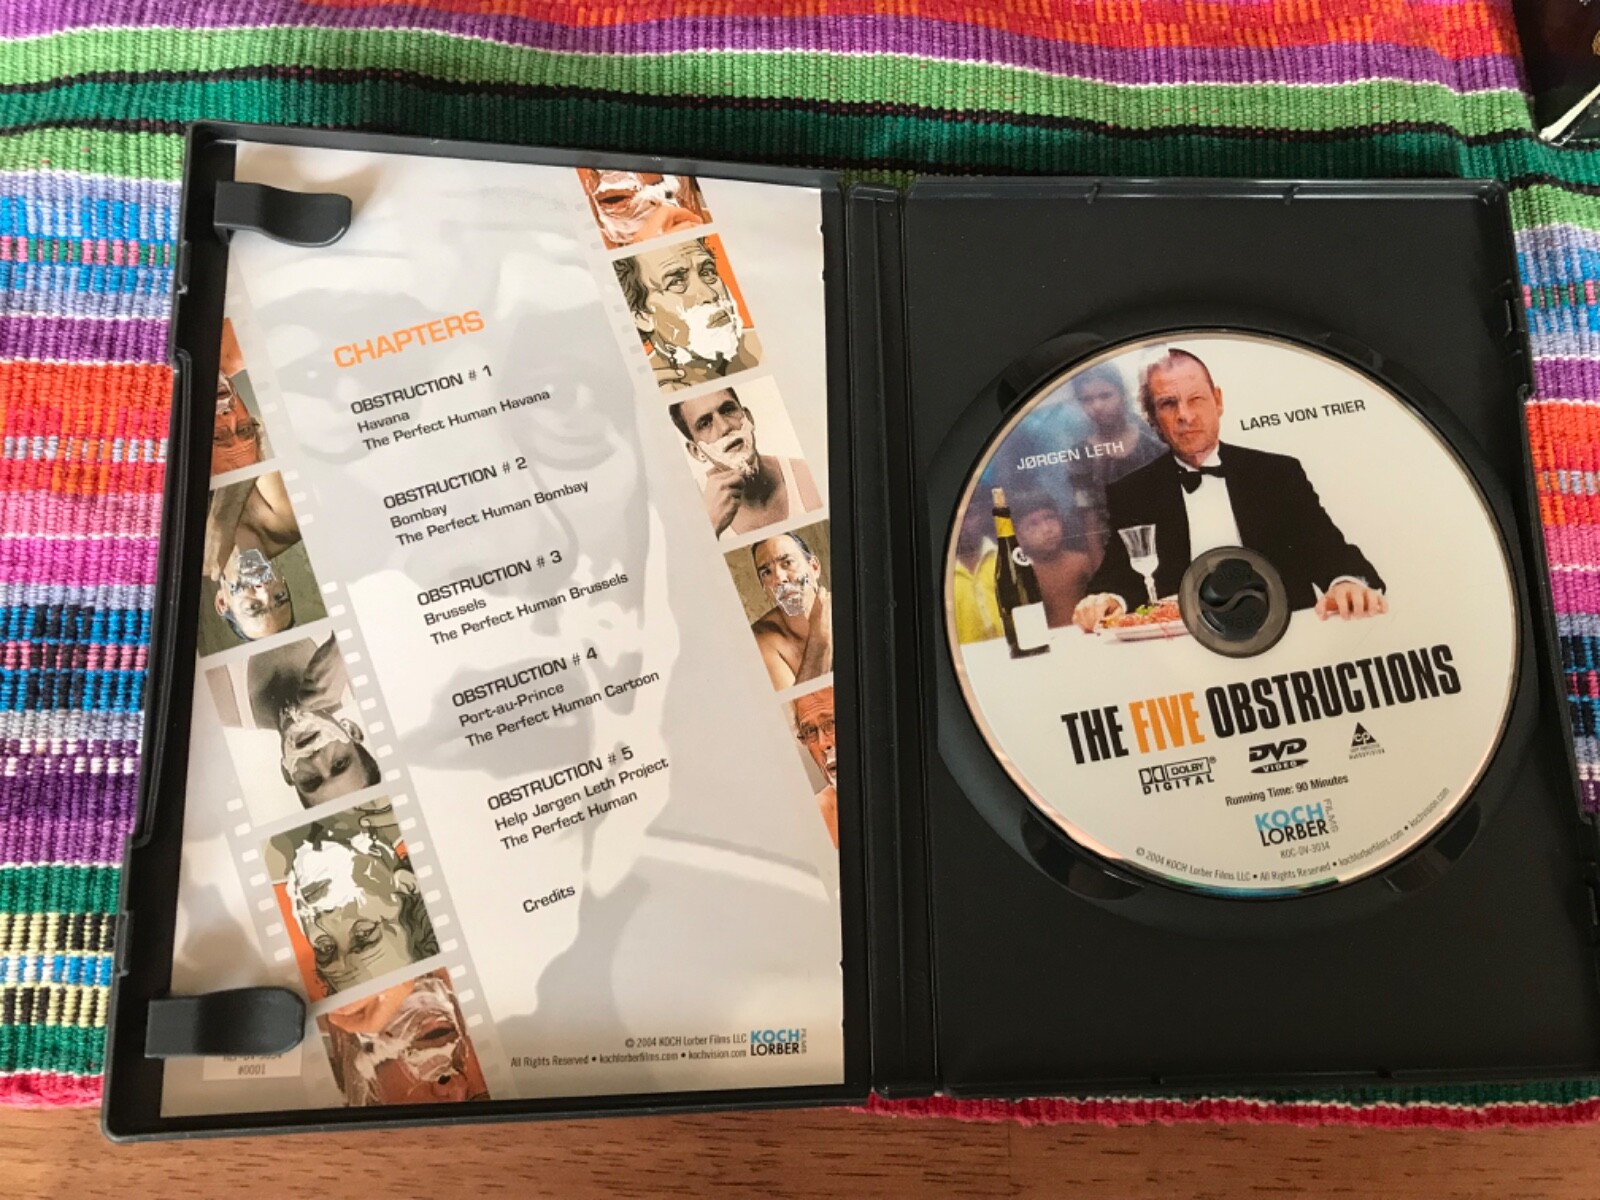 CHAPTERS
OBSTRUCTION # 1
Havana
The Perfect Human Havana
OBSTRUCTION # 2
Bombay
The Perfect Human Bombay
OBSTRUCTION # 3
Brussels
The Perfect Human Brussels
OBSTRUCTION # 4
Port-au-Prince
The Perfect Human Cartoon
OBSTRUCTION # 5
Help Jørgen Leth Project
The Perfect Human
Credits
© 2004 KOCH Lorber Films LLC
All Rights Reserved • kochlorberfilms.com • kochvision.com
KOCH
LORBER
FILMS
#0001
JØRGEN LETH
LARS VON TRIER
THE FIVE OBSTRUCTIONS
DOLBY
DIGITAL
DVD
VIDEO
Running Time: 90 Minutes
KOCH
LORBER
FILMS
KOC-DV-3034
© 2004 KOCH Lorber Films LLC • All Rights Reserved • kochlorberfilms.com • kochvision.com